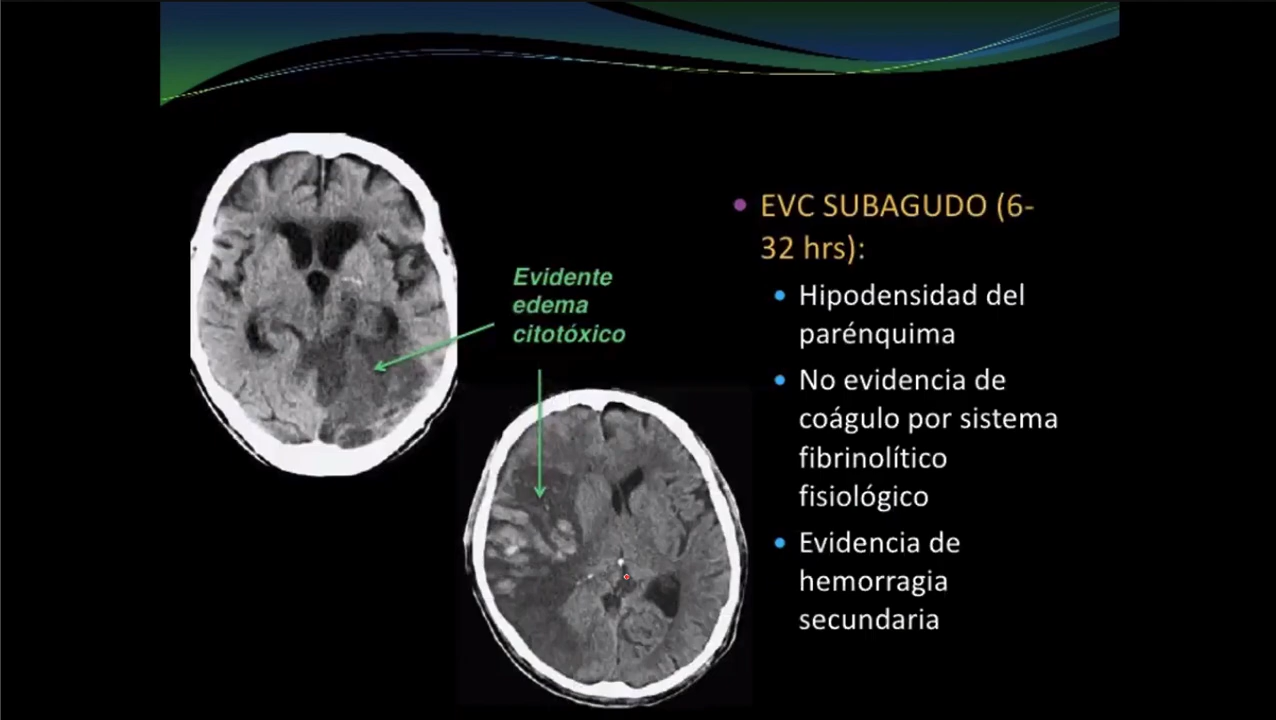 EVC SUBAGUDO (6-
32 hrs):
Hipodensidad del
parénquima
No evidencia de
coágulo por sistema
fibrinolítico
fisiológico
Evidencia de
hemorragia
secundaria
Evidente
edema
citotóxico